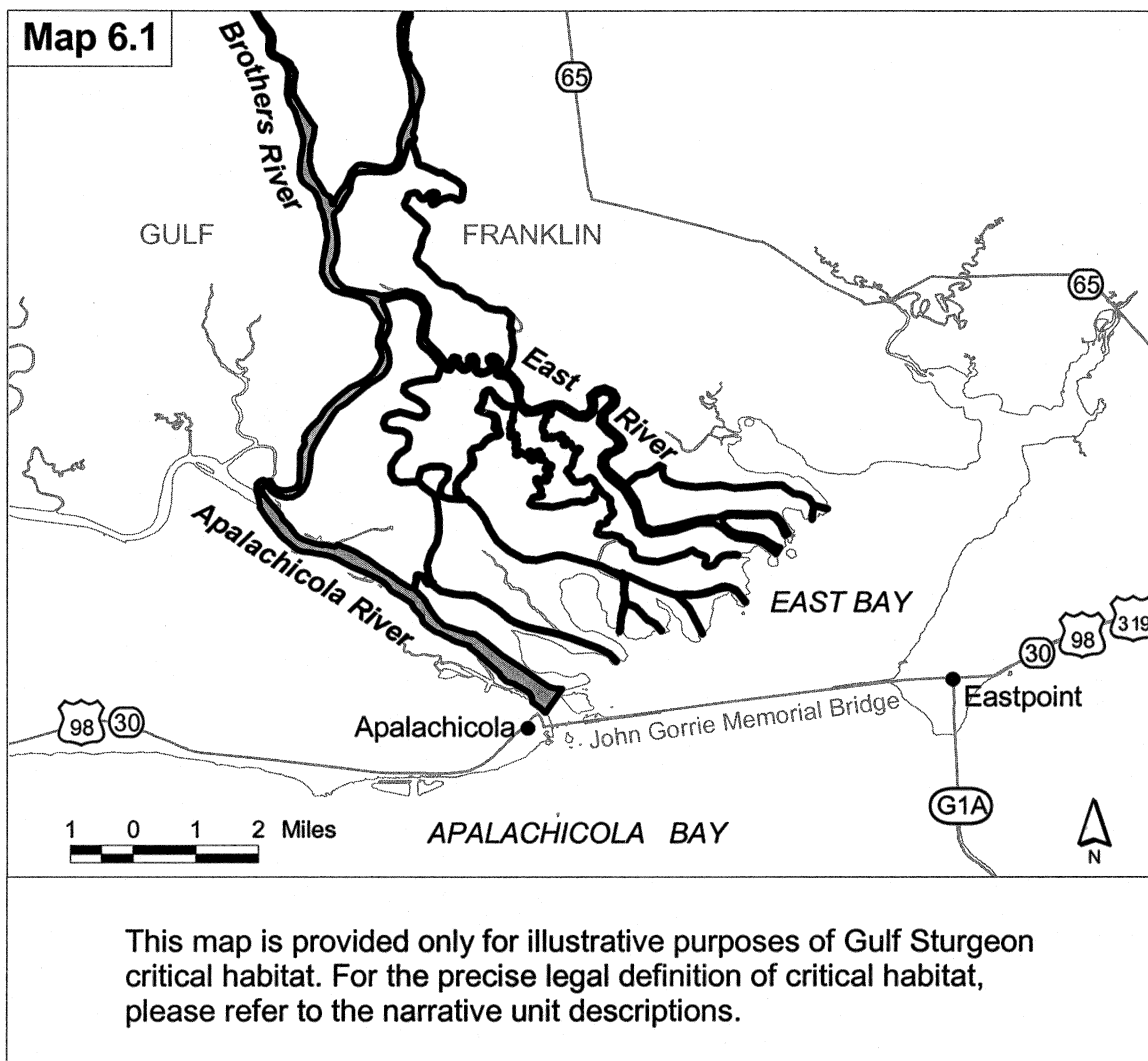 Map 6.1
Brothers River
65
GULF
FRANKLIN
65
East River
Apalachicola River
EAST BAY
98
319
30
Eastpoint
Apalachicola
John Gorrie Memorial Bridge
98
30
G1A
1 0 1 2 Miles
APALACHICOLA BAY
N
This map is provided only for illustrative purposes of Gulf Sturgeon
critical habitat. For the precise legal definition of critical habitat,
please refer to the narrative unit descriptions.